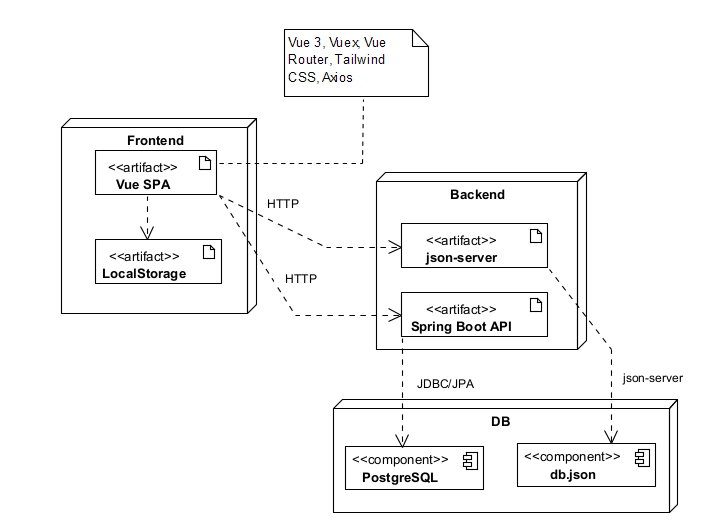 Vue 3, Vuex, Vue
Router, Tailwind
CSS, Axios
Frontend
<<artifact>>
Vue SPA
<<artifact>>
LocalStorage
HTTP
HTTP
Backend
<<artifact>>
json-server
<<artifact>>
Spring Boot API
JDBC/JPA
json-server
DB
<<component>>
PostgreSQL
<<component>>
db.json